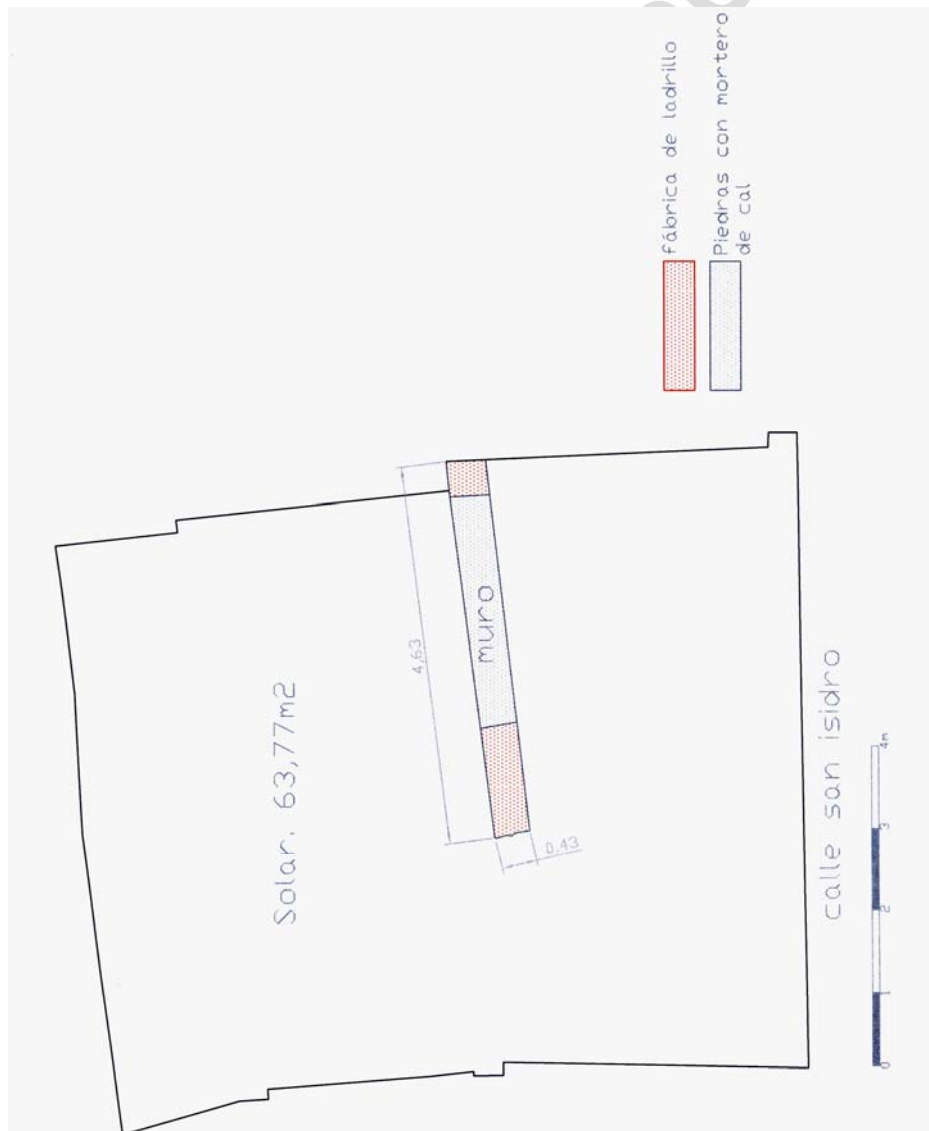 fábrica de ladrillo
Piedras con mortero
de cal
Solar. 63,77m2
4,63
muro
0,43
calle san isidro
0 1 2 3 4m